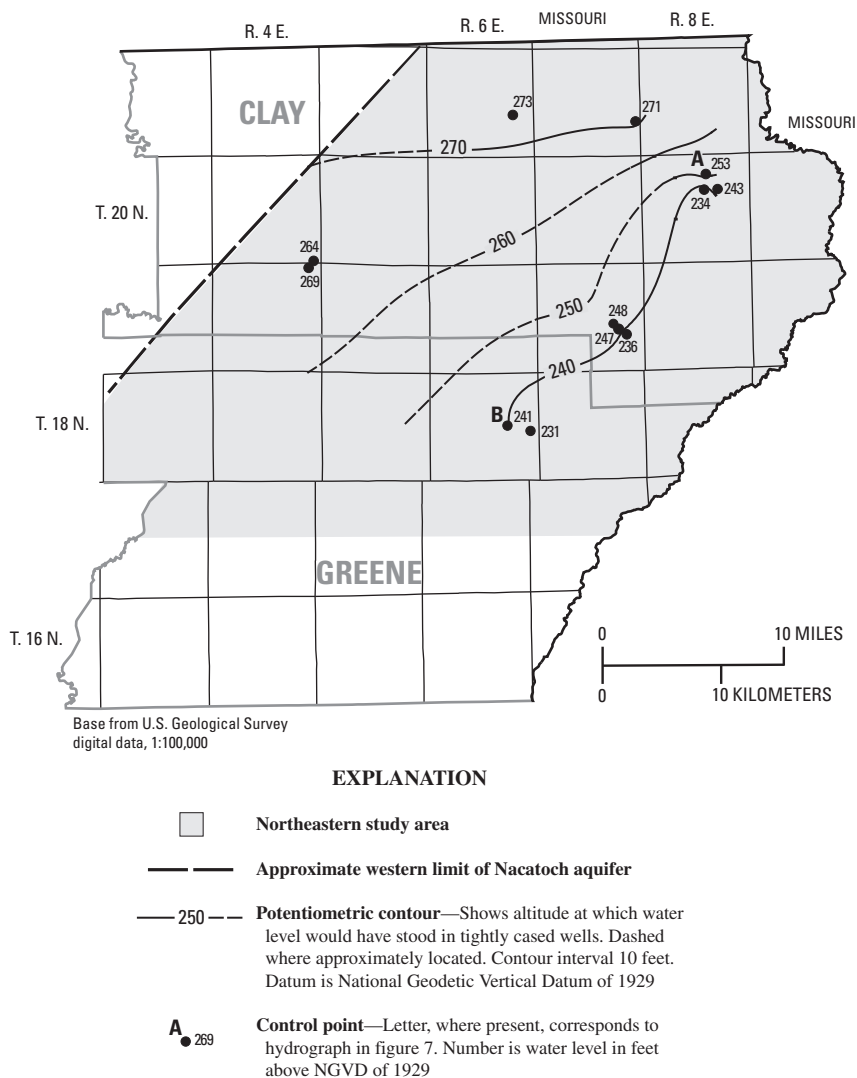 R. 4 E.
R. 6 E.
MISSOURI
R. 8 E.
CLAY
273
271
MISSOURI
270
A
253
T. 20 N.
234
243
260
264
269
250
248
247
236
240
T. 18 N.
B
241
231
GREENE
T. 16 N.
0
10 MILES
0
10 KILOMETERS
Base from U.S. Geological Survey
digital data, 1:100,000
EXPLANATION
Northeastern study area
Approximate western limit of Nacatoch aquifer
250
Potentiometric contour—Shows altitude at which water
level would have stood in tightly cased wells. Dashed
where approximately located. Contour interval 10 feet.
Datum is National Geodetic Vertical Datum of 1929
A
269
Control point—Letter, where present, corresponds to
hydrograph in figure 7. Number is water level in feet
above NGVD of 1929